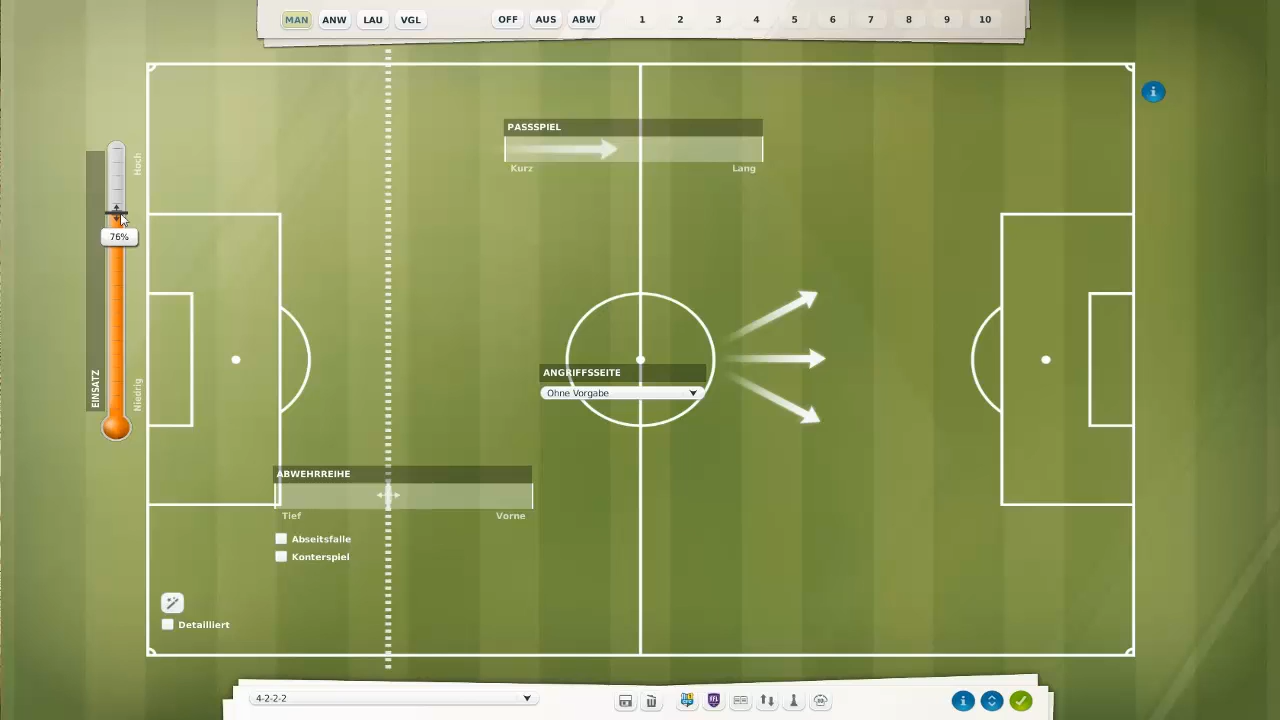 MAN ANW LAU VGL OFF AUS ABW 1 2 3 4 5 6 7 8 9 10
PASSSPIEL
Kurz Lang
Hoch
76%
EINSATZ
Niedrig
ANGRIFFSSEITE
Ohne Vorgabe
ABWEHRREIHE
Tief Vorne
Abseitsfalle
Konterspiel
Detailliert
4-2-2-2